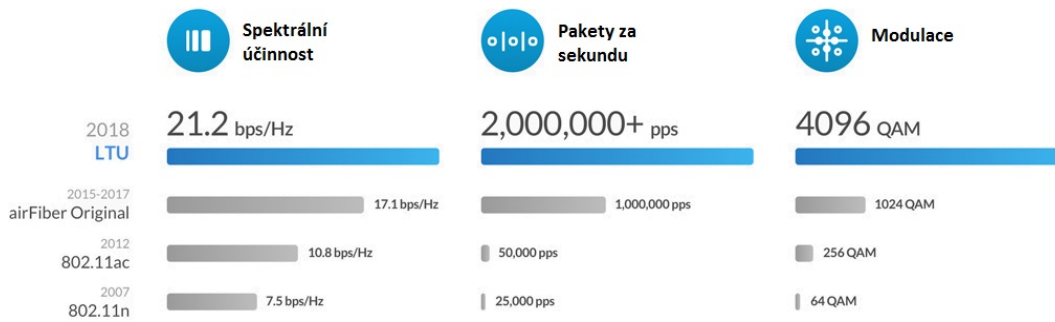 Spektrální
účinnost
Pakety za
sekundu
Modulace
2018
LTU
21.2 bps/Hz
2,000,000+ pps
4096 QAM
2015-2017
airFiber Original
17.1 bps/Hz
1,000,000 pps
1024 QAM
2012
802.11ac
10.8 bps/Hz
50,000 pps
256 QAM
2007
802.11n
7.5 bps/Hz
25,000 pps
64 QAM